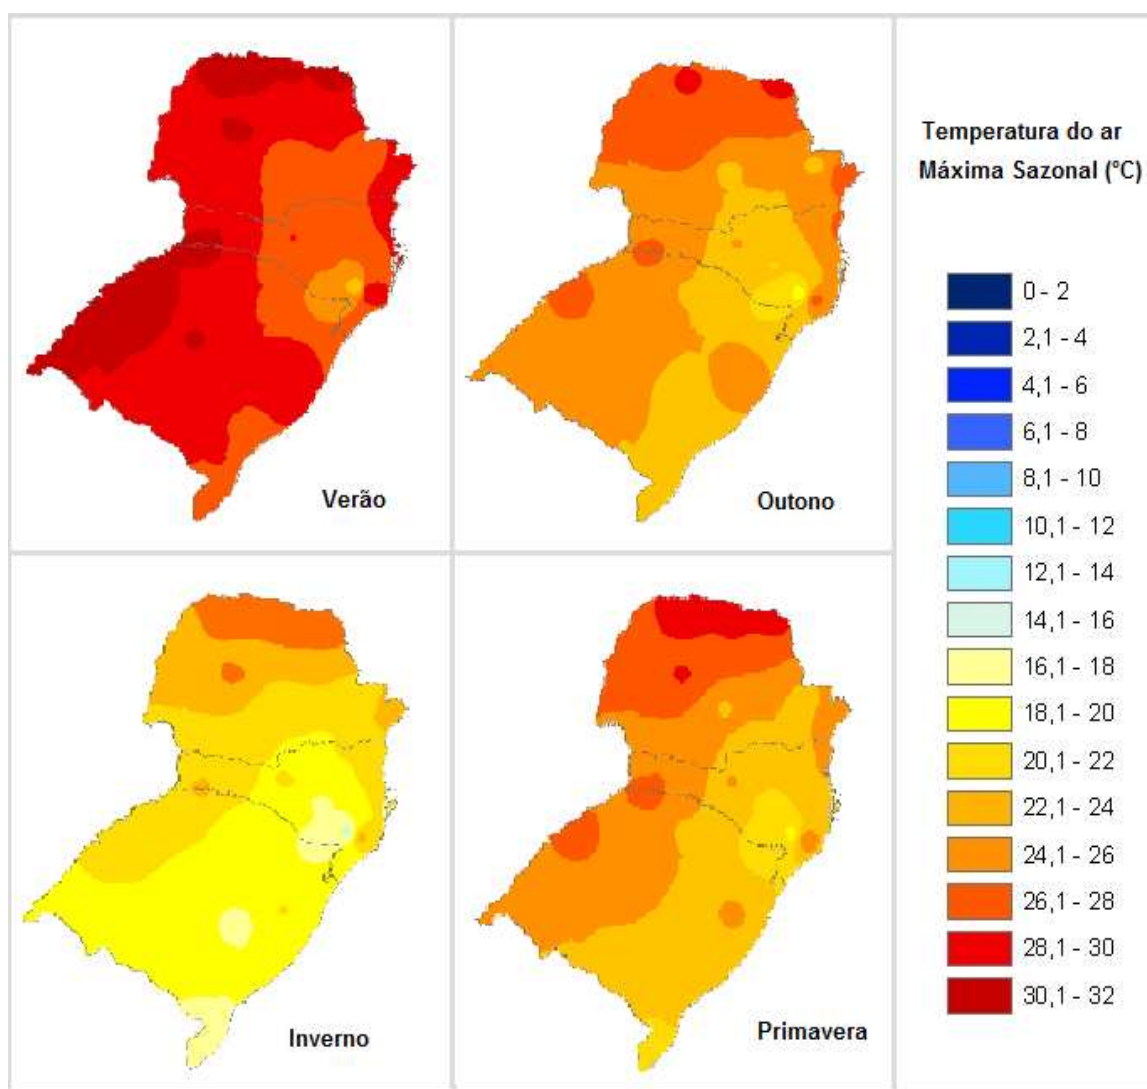 Verão
Outono
Inverno
Primavera
Temperatura do ar
Máxima Sazonal (°C)
0 - 2
2,1 - 4
4,1 - 6
6,1 - 8
8,1 - 10
10,1 - 12
12,1 - 14
14,1 - 16
16,1 - 18
18,1 - 20
20,1 - 22
22,1 - 24
24,1 - 26
26,1 - 28
28,1 - 30
30,1 - 32